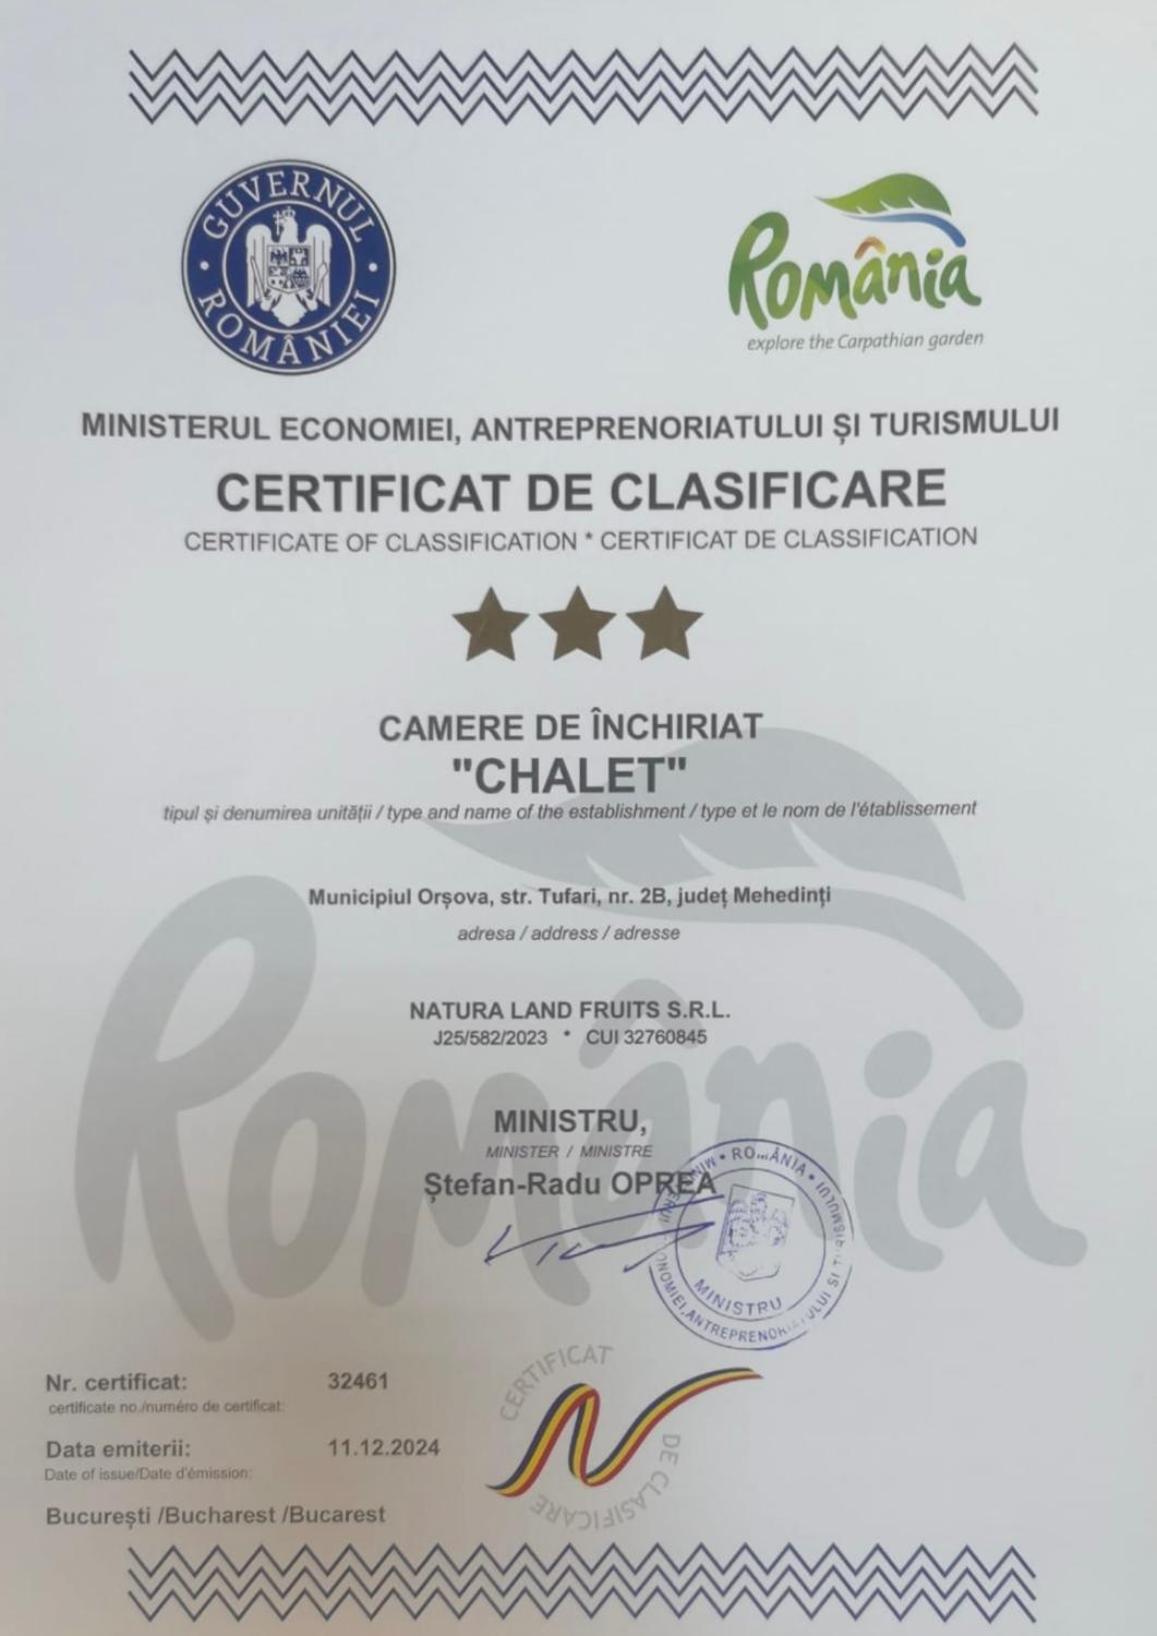 GUVERNUL ROMÂNIEI
România
explore the Carpathian garden
MINISTERUL ECONOMIEI, ANTREPRENORIATULUI ȘI TURISMULUI
CERTIFICAT DE CLASIFICARE
CERTIFICATE OF CLASSIFICATION * CERTIFICAT DE CLASSIFICATION
CAMERE DE ÎNCHIRIAT
"CHALET"
tipul și denumirea unității / type and name of the establishment / type et le nom de l'établissement
Municipiul Orșova, str. Tufari, nr. 2B, județ Mehedinți
adresa / address / adresse
NATURA LAND FRUITS S.R.L.
J25/582/2023 * CUI 32760845
România
MINISTRU,
MINISTER / MINISTRE
Ștefan-Radu OPREA
ROMÂNIA
MINISTRU
Nr. certificat: 32461
certificate no./numéro de certificat:
Data emiterii: 11.12.2024
Date of issue/Date d'émission:
București /Bucharest /Bucarest
CERTIFICAT DE CLASIFICARE